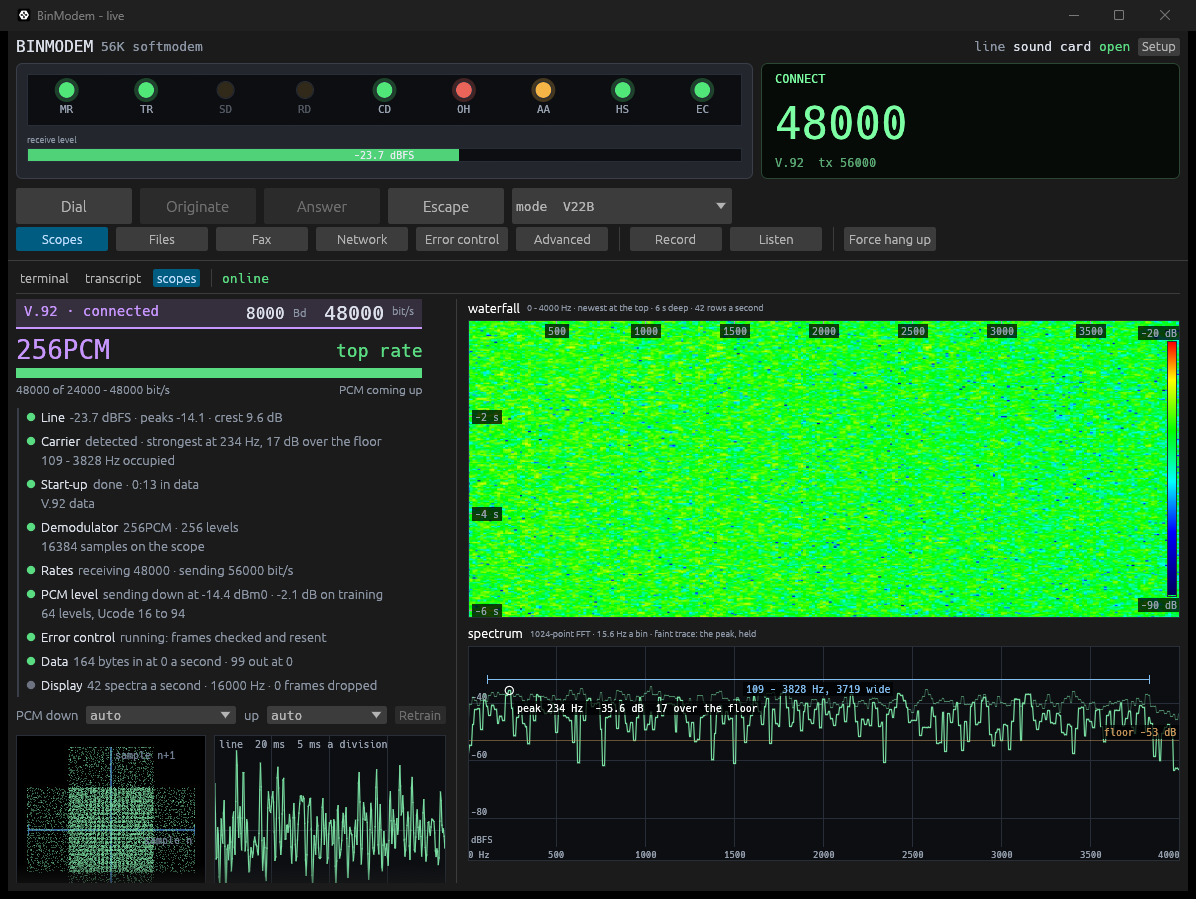 BinModem - live
BINMODEM 56K softmodem
line sound card open Setup
MR TR SD RD CD OH AA HS EC
receive level
-23.7 dBFS
CONNECT
48000
V.92 tx 56000
Dial Originate Answer Escape mode V22B
Scopes Files Fax Network Error control Advanced Record Listen Force hang up
terminal transcript scopes online
V.92 · connected 8000 Bd 48000 bit/s
256PCM top rate
48000 of 24000 - 48000 bit/s PCM coming up
Line -23.7 dBFS · peaks -14.1 · crest 9.6 dB
Carrier detected · strongest at 234 Hz, 17 dB over the floor
109 - 3828 Hz occupied
Start-up done · 0:13 in data
V.92 data
Demodulator 256PCM · 256 levels
16384 samples on the scope
Rates receiving 48000 · sending 56000 bit/s
PCM level sending down at -14.4 dBm0 · -2.1 dB on training
64 levels, Ucode 16 to 94
Error control running: frames checked and resent
Data 164 bytes in at 0 a second · 99 out at 0
Display 42 spectra a second · 16000 Hz · 0 frames dropped
PCM down auto up auto Retrain
sample n+1
sample n
line 20 ms 5 ms a division
waterfall 0 - 4000 Hz · newest at the top · 6 s deep · 42 rows a second
500 1000 1500 2000 2500 3000 3500 -20 dB
-2 s
-4 s
-6 s -90 dB
spectrum 1024-point FFT · 15.6 Hz a bin · faint trace: the peak, held
109 - 3828 Hz, 3719 wide
-40
peak 234 Hz -35.6 dB 17 over the floor
floor -53 dB
-60
-80
dBFS
0 Hz 500 1000 1500 2000 2500 3000 3500 4000